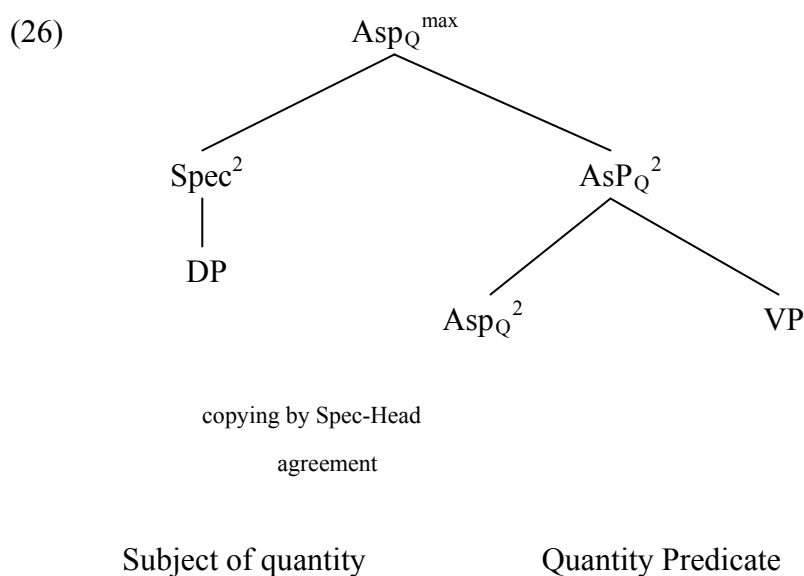 (26) Asp_Q^max
Spec^2 AsP_Q^2
DP
Asp_Q^2 VP
copying by Spec-Head
agreement
Subject of quantity Quantity Predicate